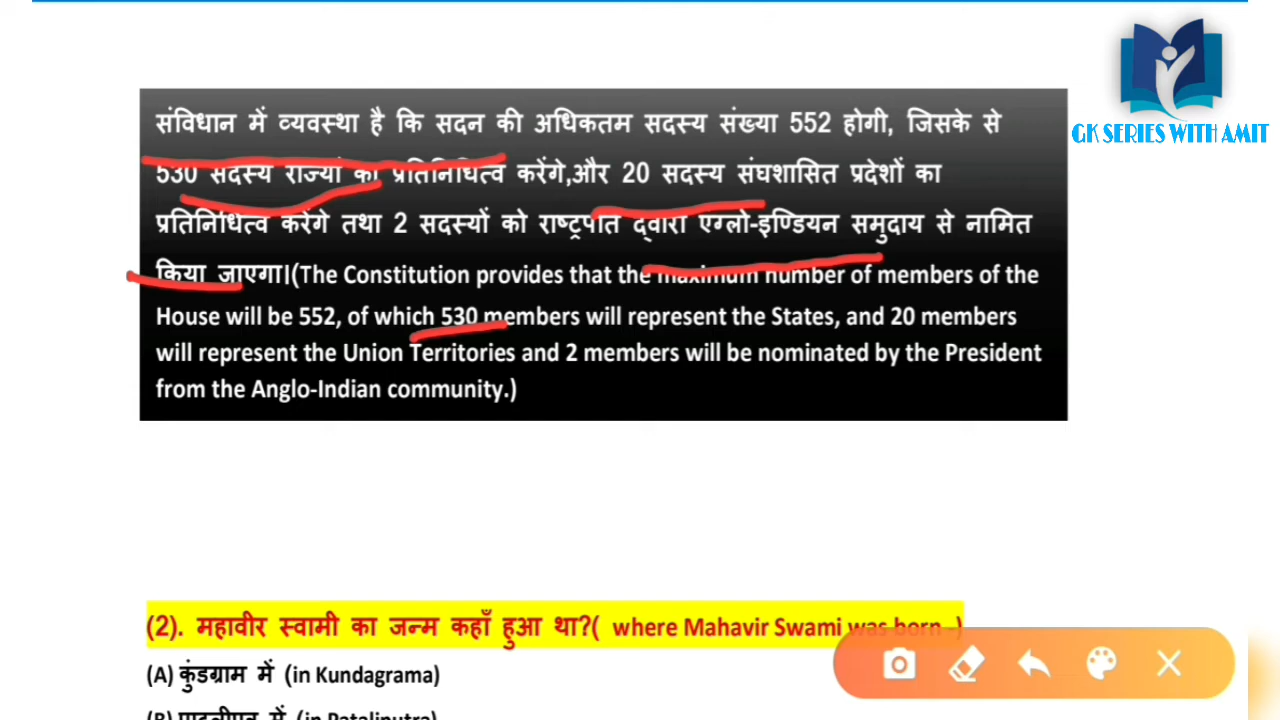 संविधान में व्यवस्था है कि सदन की अधिकतम सदस्य संख्या 552 होगी, जिसके से
530 सदस्य राज्यों का प्रतिनिधित्व करेंगे,और 20 सदस्य संघशासित प्रदेशों का
प्रतिनिधित्व करेंगे तथा 2 सदस्यों को राष्ट्रपति द्वारा एंग्लो-इण्डियन समुदाय से नामित
किया जाएगा।(The Constitution provides that the maximum number of members of the
House will be 552, of which 530 members will represent the States, and 20 members
will represent the Union Territories and 2 members will be nominated by the President
from the Anglo-Indian community.)
GK SERIES WITH AMIT
(2). महावीर स्वामी का जन्म कहाँ हुआ था?( where Mahavir Swami was born -)
(A) कुंडग्राम में (in Kundagrama)
(B) पाटलीपुत्र में (in Pataliputra)